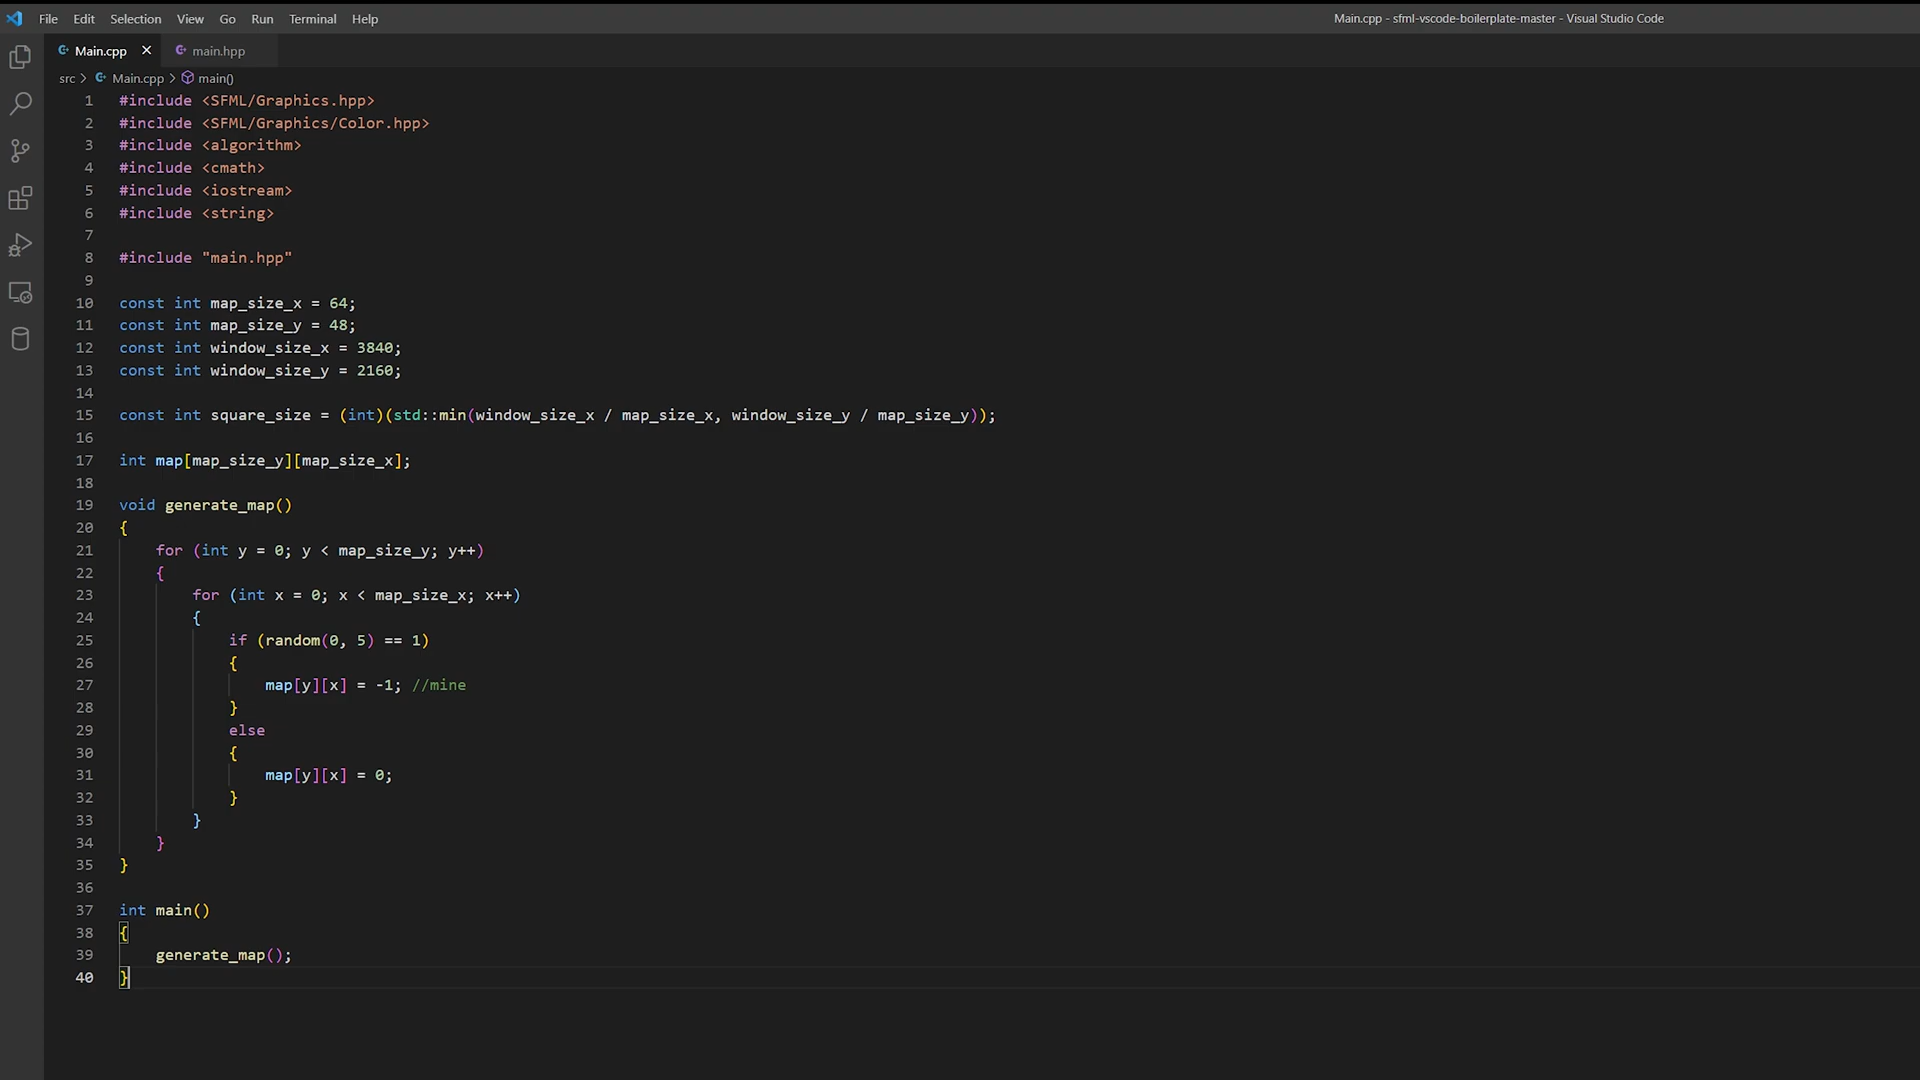 File Edit Selection View Go Run Terminal Help
Main.cpp - sfml-vscode-boilerplate-master - Visual Studio Code
Main.cpp main.hpp
src > Main.cpp > main()
1 #include <SFML/Graphics.hpp>
2 #include <SFML/Graphics/Color.hpp>
3 #include <algorithm>
4 #include <cmath>
5 #include <iostream>
6 #include <string>
7
8 #include "main.hpp"
9
10 const int map_size_x = 64;
11 const int map_size_y = 48;
12 const int window_size_x = 3840;
13 const int window_size_y = 2160;
14
15 const int square_size = (int)(std::min(window_size_x / map_size_x, window_size_y / map_size_y));
16
17 int map[map_size_y][map_size_x];
18
19 void generate_map()
20 {
21     for (int y = 0; y < map_size_y; y++)
22     {
23         for (int x = 0; x < map_size_x; x++)
24         {
25             if (random(0, 5) == 1)
26             {
27                 map[y][x] = -1; //mine
28             }
29             else
30             {
31                 map[y][x] = 0;
32             }
33         }
34     }
35 }
36
37 int main()
38 {
39     generate_map();
40 }